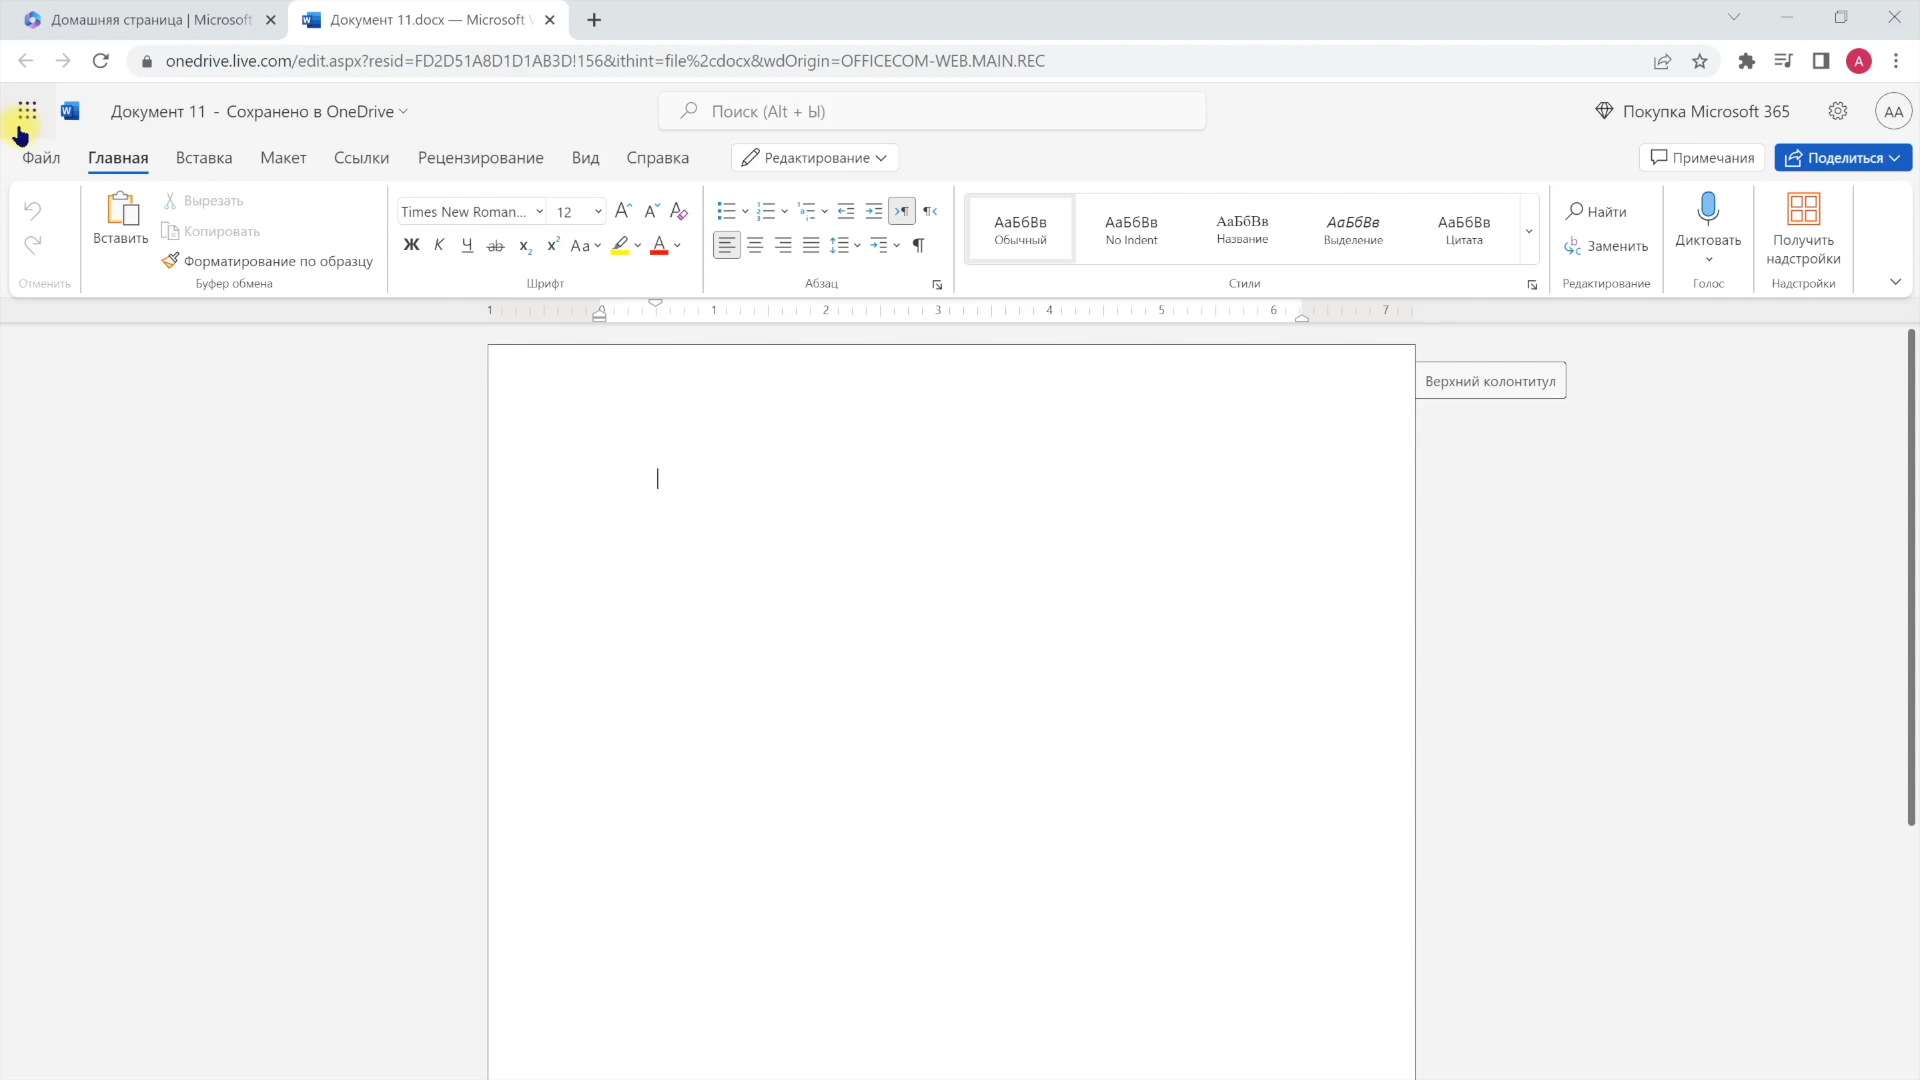 Домашняя страница | Microsoft
Документ 11.docx — Microsoft W
onedrive.live.com/edit.aspx?resid=FD2D51A8D1D1AB3D!156&ithint=file%2cdocx&wdOrigin=OFFICECOM-WEB.MAIN.REC
A
Документ 11 - Сохранено в OneDrive
Поиск (Alt + Ы)
Покупка Microsoft 365
AA
Файл Главная Вставка Макет Ссылки Рецензирование Вид Справка Редактирование
Примечания Поделиться
Вставить
Вырезать
Копировать
Форматирование по образцу
Times New Roman... 12
Ж К Ч ab x₂ x² Aa A
АаБбВв АаБбВв АаБбВв АаБбВв АаБбВв
Обычный No Indent Название Выделение Цитата
Найти
Заменить
Диктовать
Получить
надстройки
Отменить Буфер обмена Шрифт Абзац Стили Редактирование Голос Надстройки
1 1 2 3 4 5 6 7
Верхний колонтитул